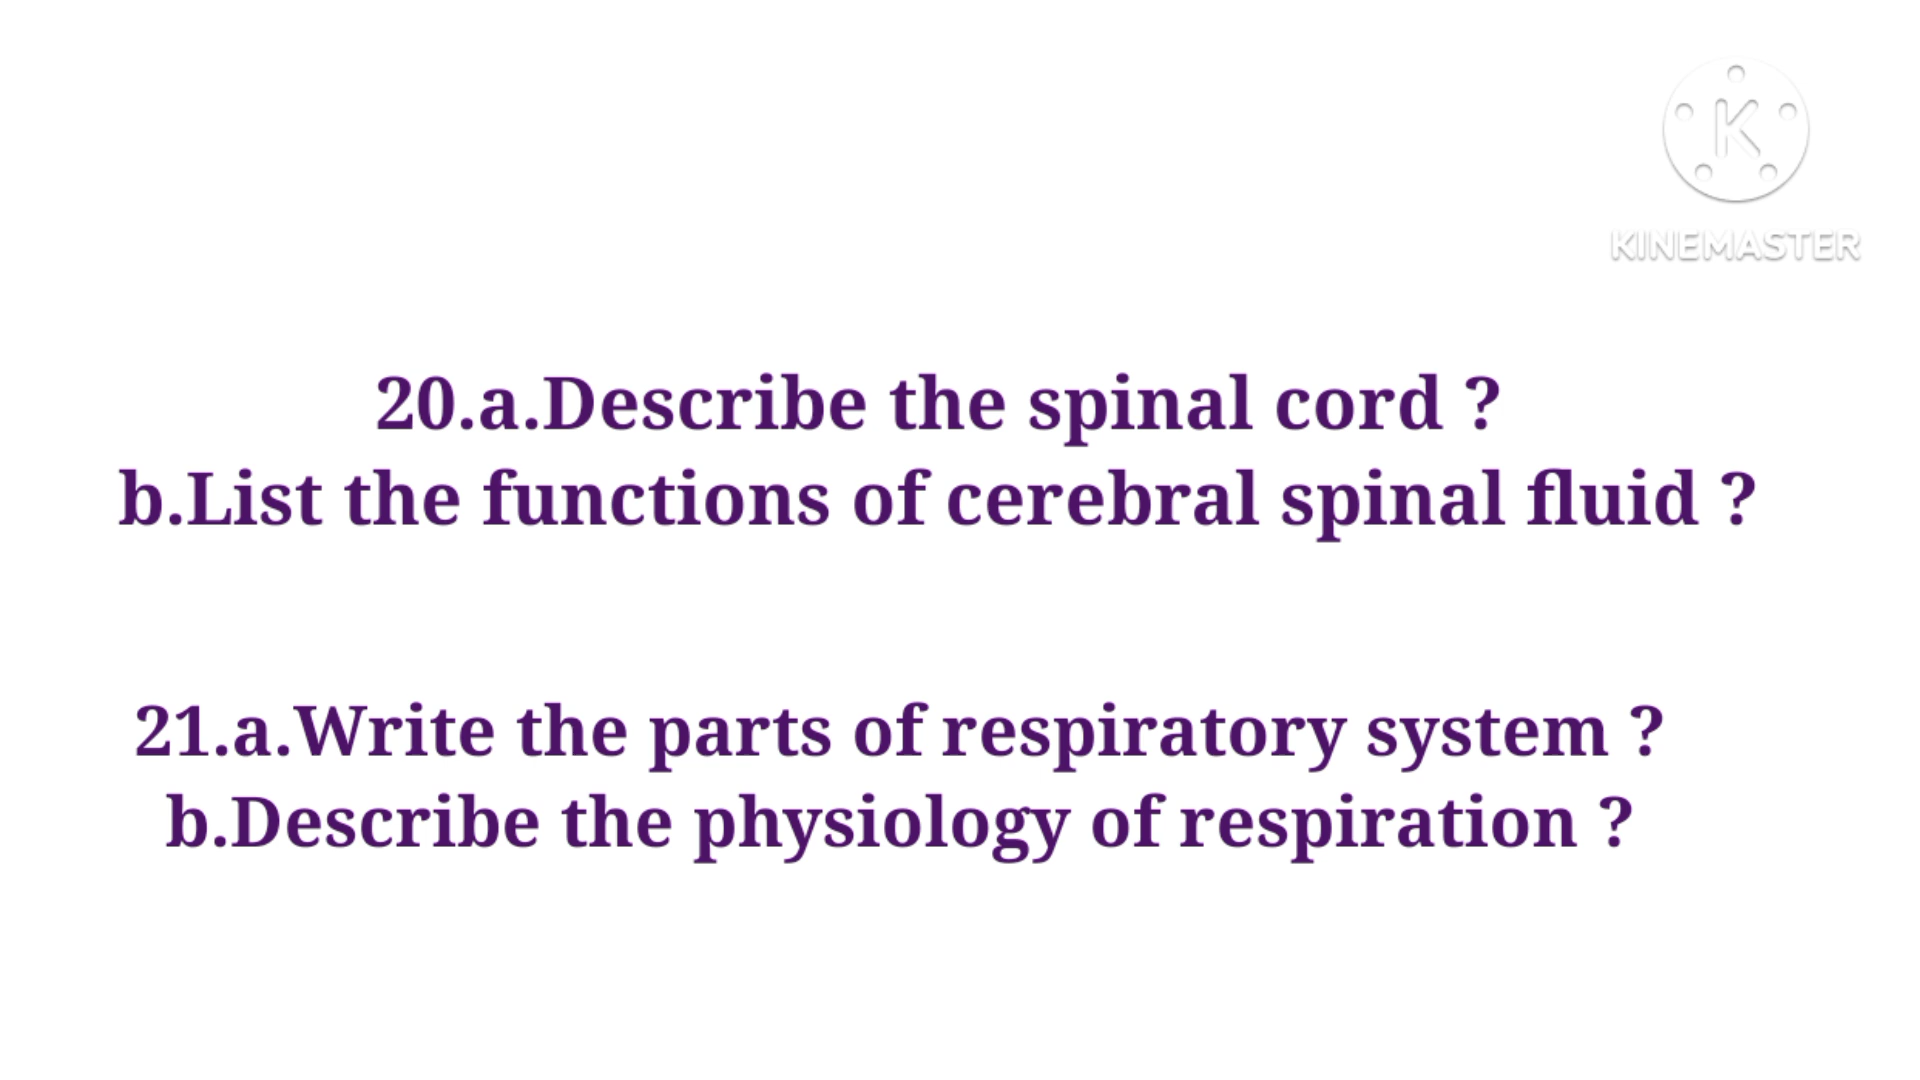 K
KINEMASTER
20.a.Describe the spinal cord ?
b.List the functions of cerebral spinal fluid ?
21.a.Write the parts of respiratory system ?
b.Describe the physiology of respiration ?